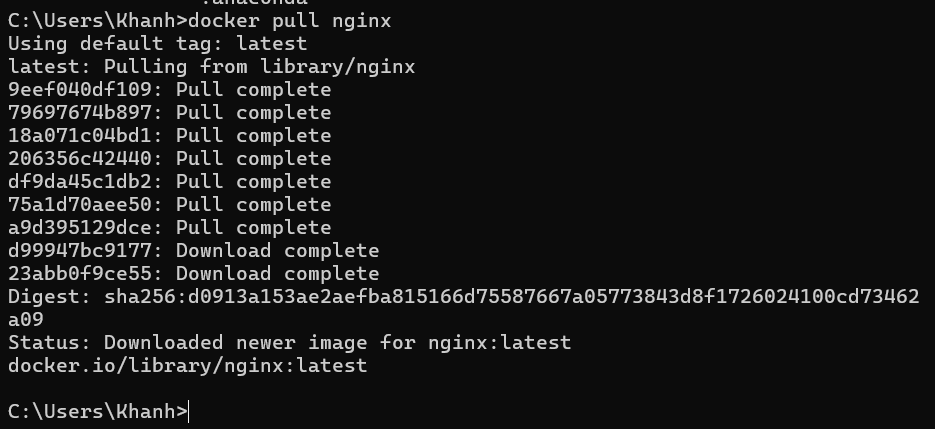 .anaconda
C:\Users\Khanh>docker pull nginx
Using default tag: latest
latest: Pulling from library/nginx
9eef040df109: Pull complete
79697674b897: Pull complete
18a071c04bd1: Pull complete
206356c42440: Pull complete
df9da45c1db2: Pull complete
75a1d70aee50: Pull complete
a9d395129dce: Pull complete
d99947bc9177: Download complete
23abb0f9ce55: Download complete
Digest: sha256:d0913a153ae2aefba815166d75587667a05773843d8f1726024100cd73462
a09
Status: Downloaded newer image for nginx:latest
docker.io/library/nginx:latest
C:\Users\Khanh>